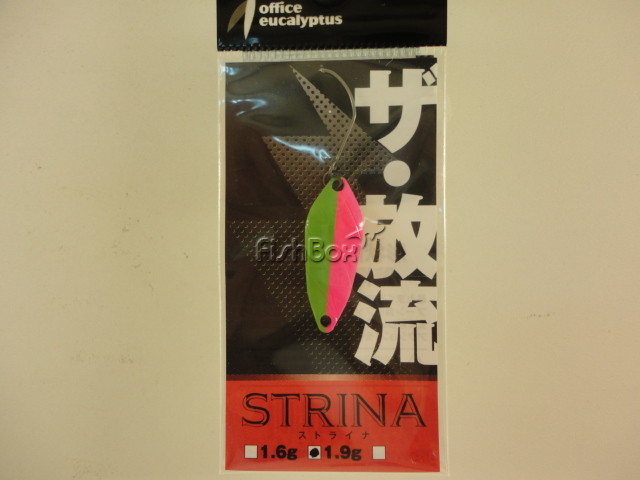 office
eucalyptus
ザ・放流
FishBox
STRINA
ストライナ
1.6g 1.9g